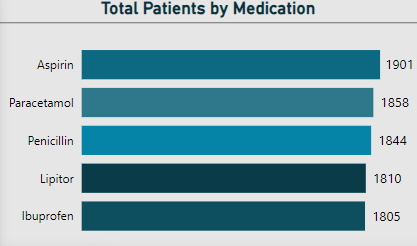 Total Patients by Medication
Aspirin 1901
Paracetamol 1858
Penicillin 1844
Lipitor 1810
Ibuprofen 1805